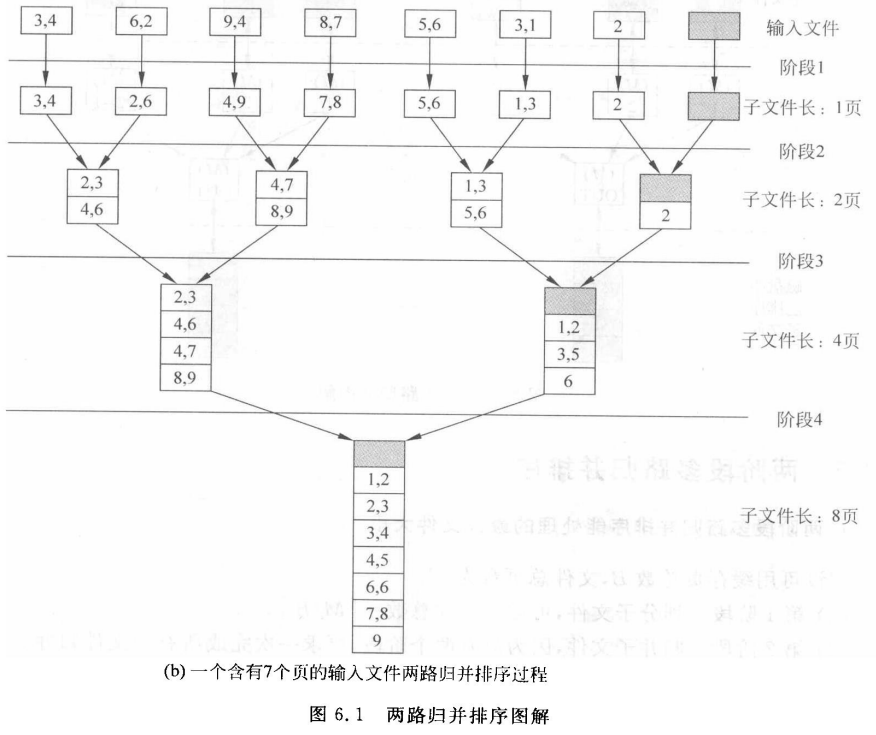 3,4 6,2 9,4 8,7 5,6 3,1 2 输入文件
阶段1
3,4 2,6 4,9 7,8 5,6 1,3 2 子文件长：1页
阶段2
2,3 4,7 1,3
子文件长：2页
4,6 8,9 5,6 2
阶段3
2,3
4,6 1,2
子文件长：4页
4,7 3,5
8,9 6
阶段4
1,2
2,3
子文件长：8页
3,4
4,5
6,6
7,8
9
(b) 一个含有7个页的输入文件两路归并排序过程
图 6.1 两路归并排序图解